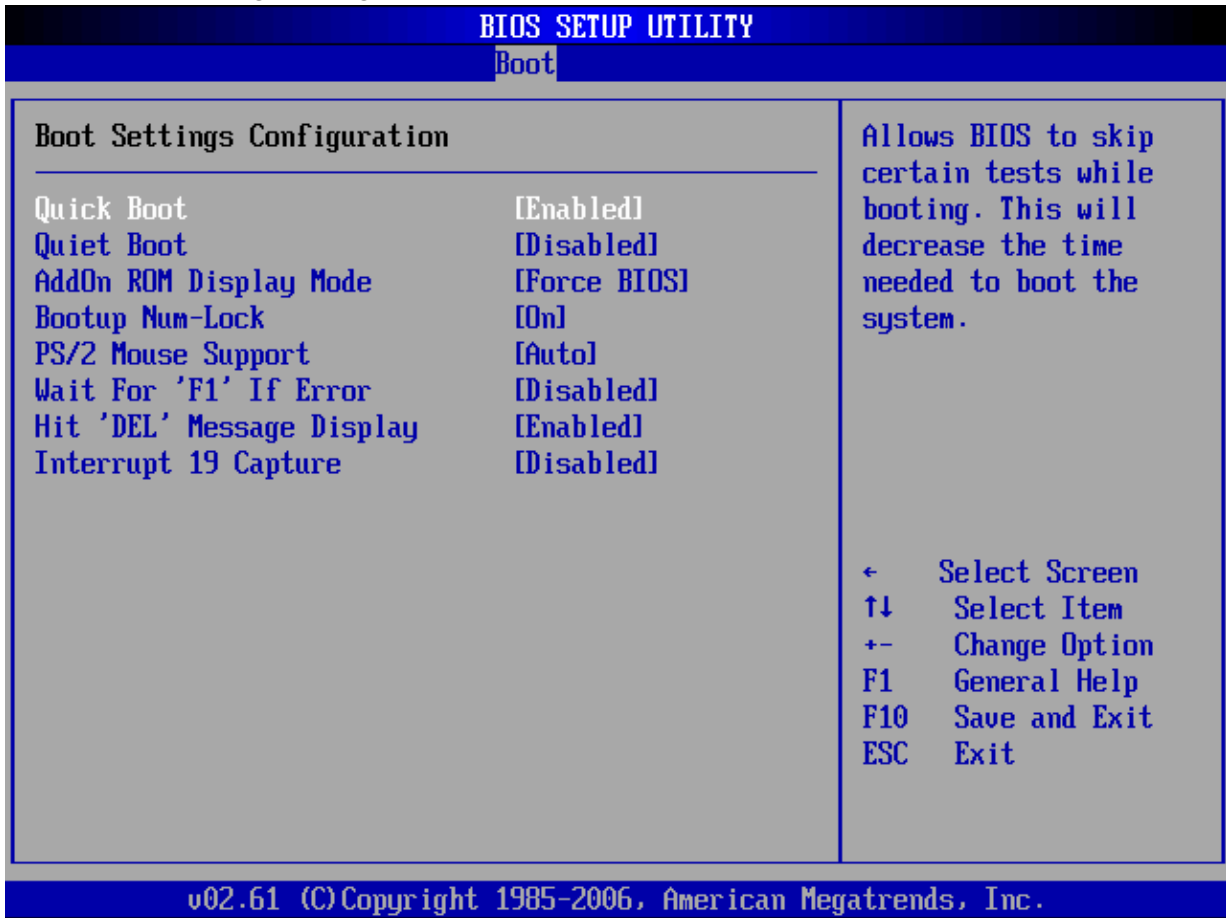 BIOS SETUP UTILITY
Boot
Boot Settings Configuration
Quick Boot [Enabled]
Quiet Boot [Disabled]
AddOn ROM Display Mode [Force BIOS]
Bootup Num-Lock [On]
PS/2 Mouse Support [Auto]
Wait For 'F1' If Error [Disabled]
Hit 'DEL' Message Display [Enabled]
Interrupt 19 Capture [Disabled]
Allows BIOS to skip
certain tests while
booting. This will
decrease the time
needed to boot the
system.
← Select Screen
↑↓ Select Item
+- Change Option
F1 General Help
F10 Save and Exit
ESC Exit
v02.61 (C)Copyright 1985-2006, American Megatrends, Inc.